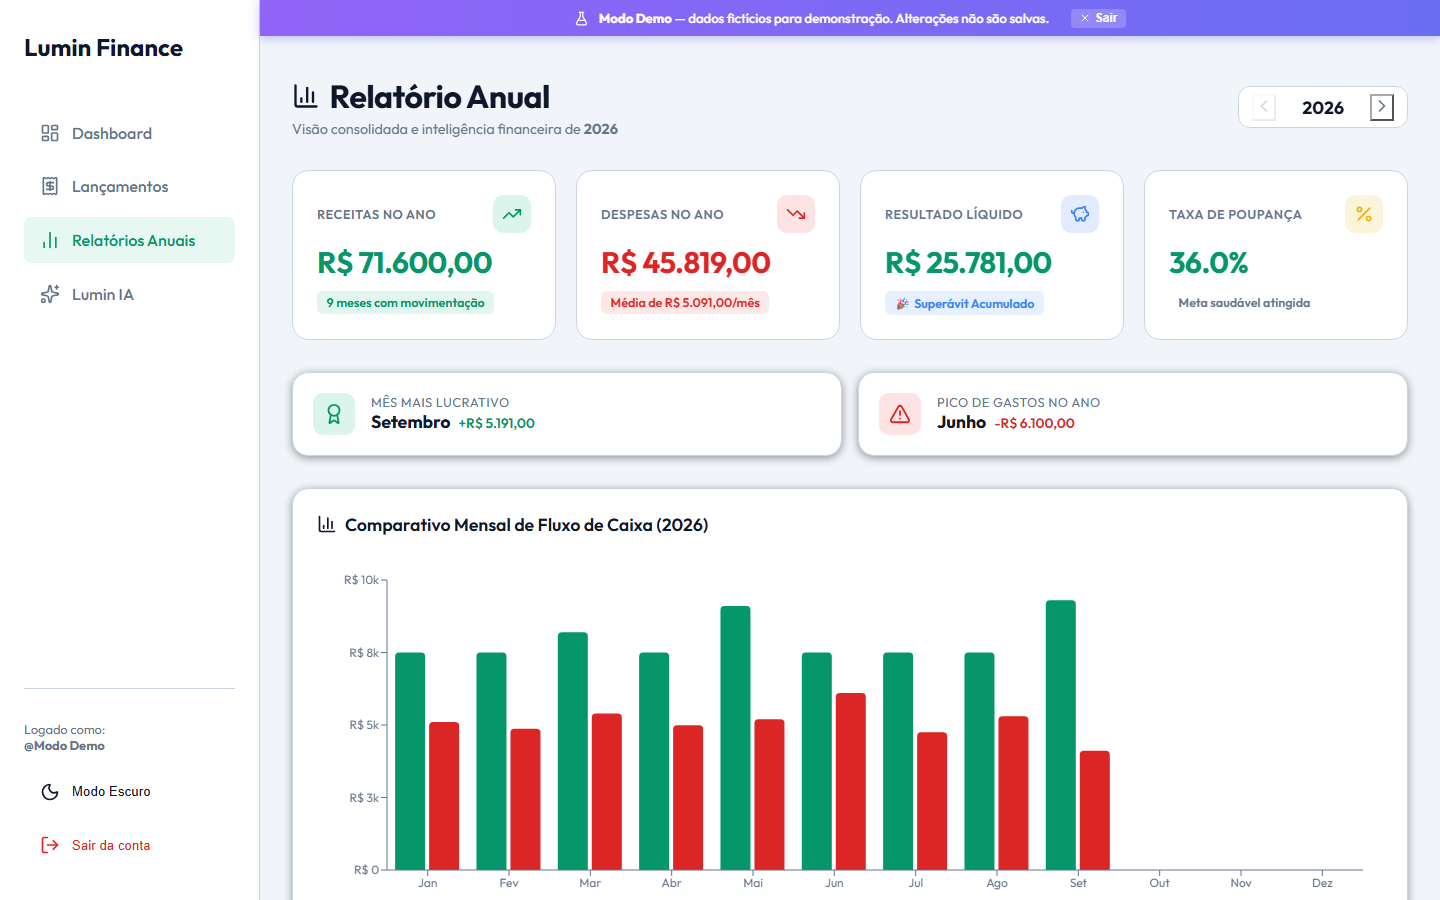 Lumin Finance
Dashboard
Lançamentos
Relatórios Anuais
Lumin IA
Logado como:
@Modo Demo
Modo Escuro
Sair da conta
Modo Demo — dados fictícios para demonstração. Alterações não são salvas.
Sair
Relatório Anual
Visão consolidada e inteligência financeira de 2026
2026
RECEITAS NO ANO
R$ 71.600,00
9 meses com movimentação
DESPESAS NO ANO
R$ 45.819,00
Média de R$ 5.091,00/mês
RESULTADO LÍQUIDO
R$ 25.781,00
🎉 Superávit Acumulado
TAXA DE POUPANÇA
36.0%
Meta saudável atingida
MÊS MAIS LUCRATIVO
Setembro +R$ 5.191,00
PICO DE GASTOS NO ANO
Junho -R$ 6.100,00
Comparativo Mensal de Fluxo de Caixa (2026)
R$ 10k
R$ 8k
R$ 5k
R$ 3k
R$ 0
Jan Fev Mar Abr Mai Jun Jul Ago Set Out Nov Dez